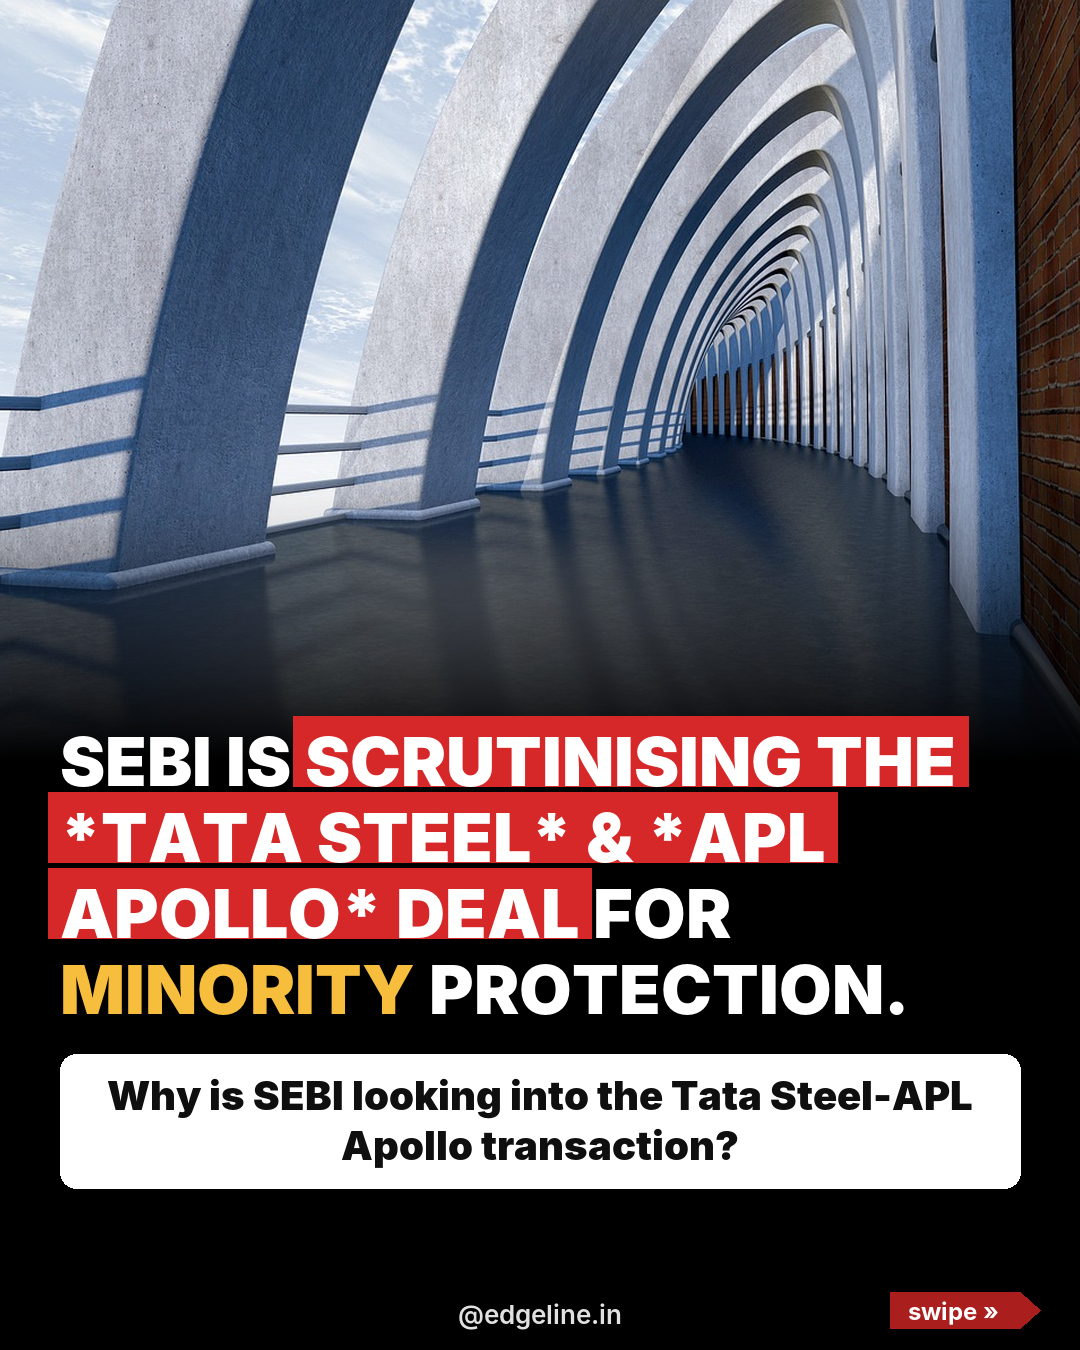 SEBI IS SCRUTINISING THE
*TATA STEEL* & *APL
APOLLO* DEAL FOR
MINORITY PROTECTION.
Why is SEBI looking into the Tata Steel-APL
Apollo transaction?
@edgeline.in
swipe »